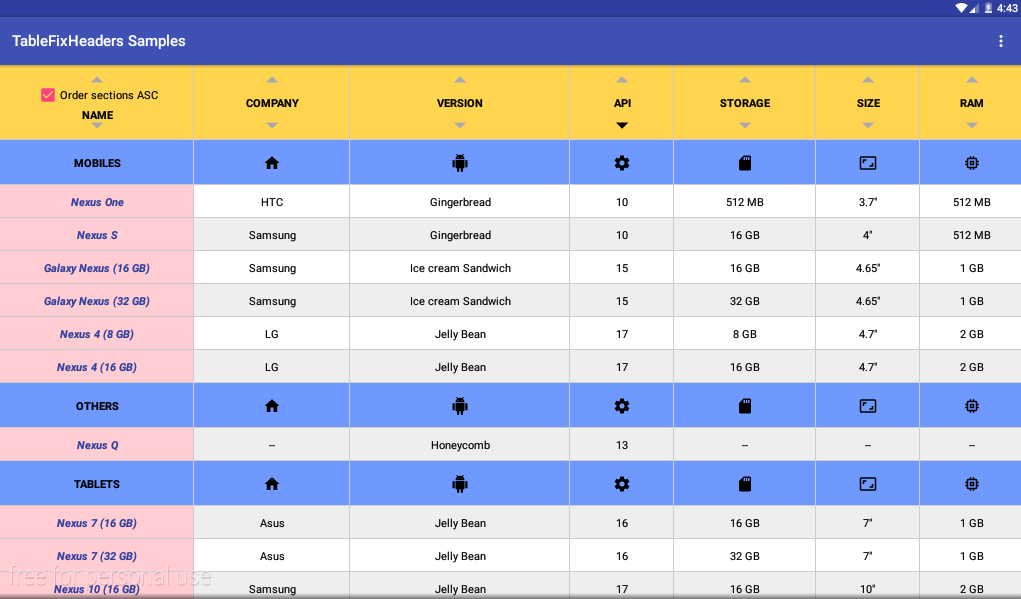 4:43
TableFixHeaders Samples
Order sections ASC
NAME COMPANY VERSION API STORAGE SIZE RAM
MOBILES
Nexus One HTC Gingerbread 10 512 MB 3.7" 512 MB
Nexus S Samsung Gingerbread 10 16 GB 4" 512 MB
Galaxy Nexus (16 GB) Samsung Ice cream Sandwich 15 16 GB 4.65" 1 GB
Galaxy Nexus (32 GB) Samsung Ice cream Sandwich 15 32 GB 4.65" 1 GB
Nexus 4 (8 GB) LG Jelly Bean 17 8 GB 4.7" 2 GB
Nexus 4 (16 GB) LG Jelly Bean 17 16 GB 4.7" 2 GB
OTHERS
Nexus Q -- Honeycomb 13 -- -- --
TABLETS
Nexus 7 (16 GB) Asus Jelly Bean 16 16 GB 7" 1 GB
Nexus 7 (32 GB) Asus Jelly Bean 16 32 GB 7" 1 GB
free for personal use
Nexus 10 (16 GB) Samsung Jelly Bean 17 16 GB 10" 2 GB